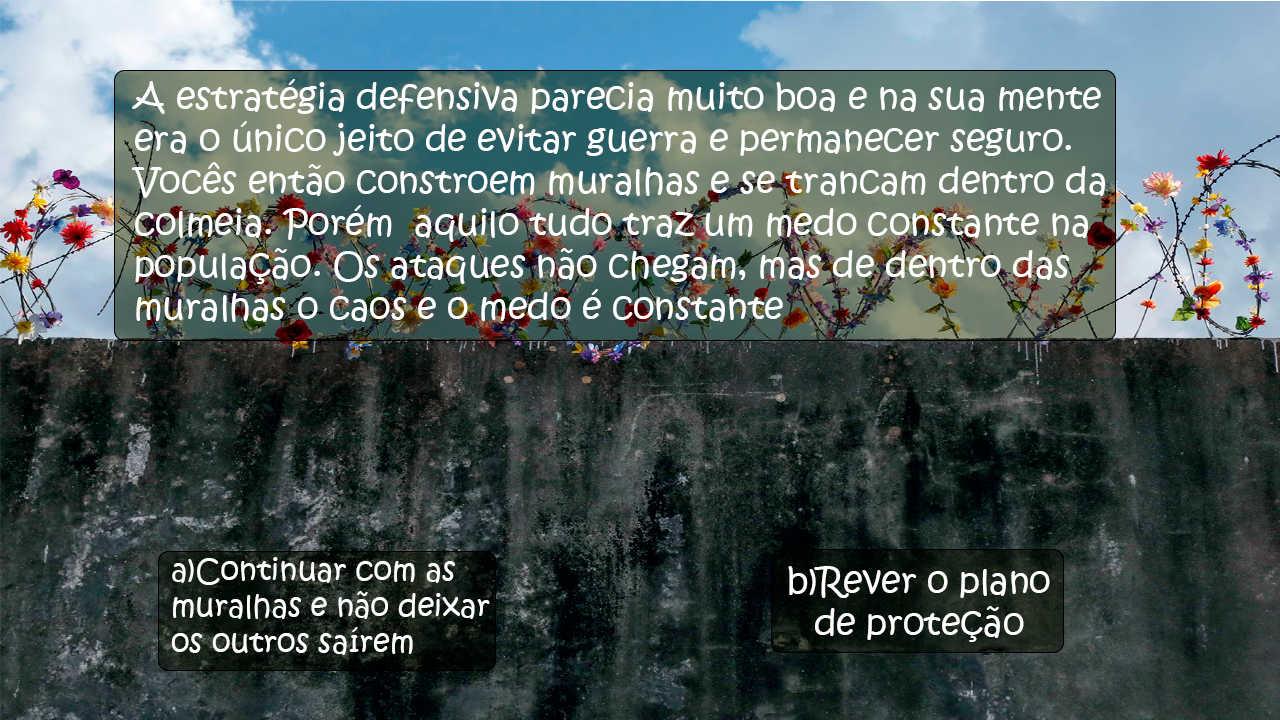 A estratégia defensiva parecia muito boa e na sua mente
era o único jeito de evitar guerra e permanecer seguro.
Vocês então constroem muralhas e se trancam dentro da
colmeia. Porém  aquilo tudo traz um medo constante na
população. Os ataques não chegam, mas de dentro das
muralhas o caos e o medo é constante
a)Continuar com as
muralhas e não deixar
os outros saírem
b)Rever o plano
de proteção